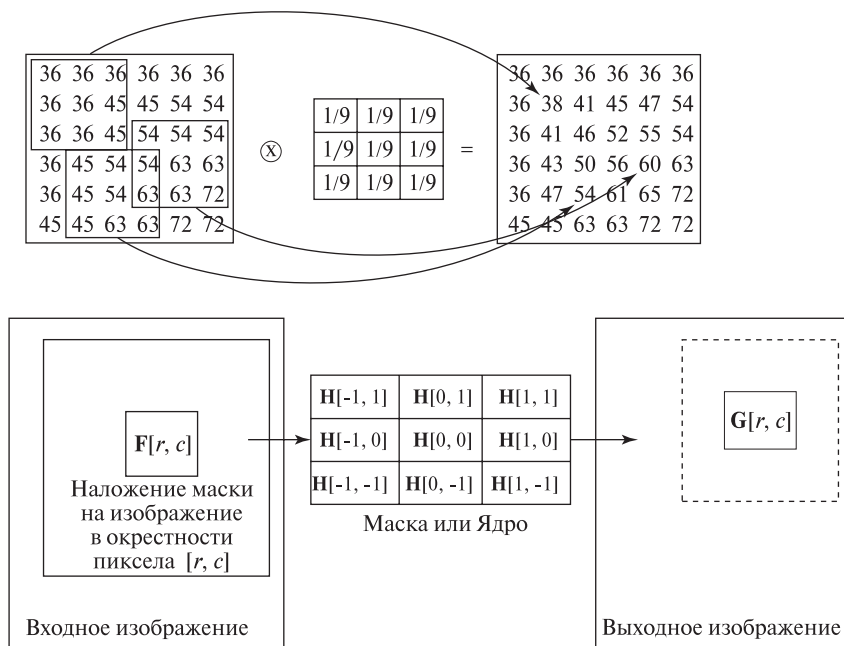 36 36 36 36 36 36
36 36 45 45 54 54
36 36 45 54 54 54
36 45 54 54 63 63
36 45 54 63 63 72
45 45 63 63 72 72
x
1/9 1/9 1/9
1/9 1/9 1/9
1/9 1/9 1/9
=
36 36 36 36 36 36
36 38 41 45 47 54
36 41 46 52 55 54
36 43 50 56 60 63
36 47 54 61 65 72
45 45 63 63 72 72
F[r, c]
Наложение маски
на изображение
в окрестности
пиксела [r, c]
Входное изображение
H[-1, 1] H[0, 1] H[1, 1]
H[-1, 0] H[0, 0] H[1, 0]
H[-1, -1] H[0, -1] H[1, -1]
Маска или Ядро
G[r, c]
Выходное изображение